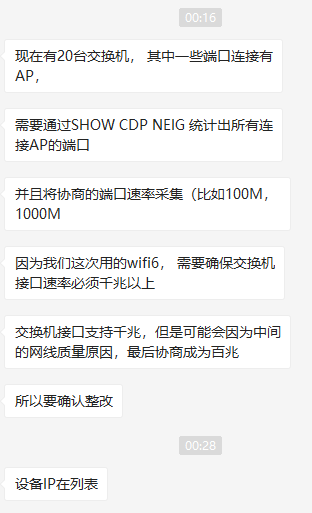 00:16
现在有20台交换机， 其中一些端口连接有
AP，
需要通过SHOW CDP NEIG 统计出所有连
接AP的端口
并且将协商的端口速率采集（比如100M，
1000M
因为我们这次用的wifi6， 需要确保交换机
接口速率必须千兆以上
交换机接口支持千兆，但是可能会因为中间
的网线质量原因，最后协商成为百兆
所以要确认整改
00:28
设备IP在列表